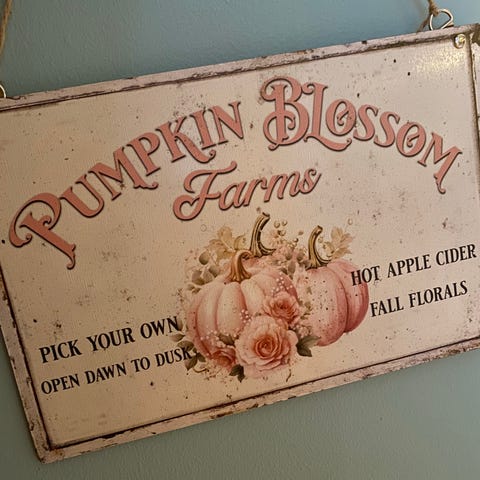 PUMPKIN BLOSSOM
Farms
PICK YOUR OWN
OPEN DAWN TO DUSK
HOT APPLE CIDER
FALL FLORALS